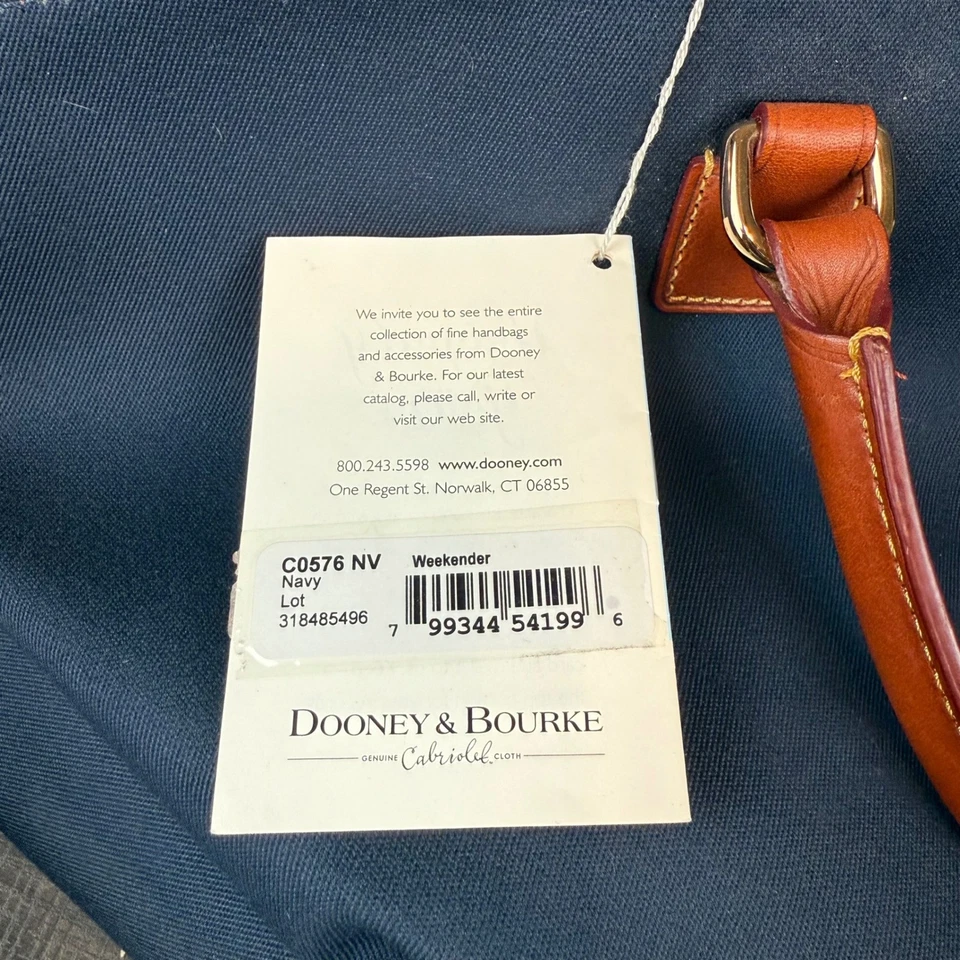 We invite you to see the entire
collection of fine handbags
and accessories from Dooney
& Bourke. For our latest
catalog, please call, write or
visit our web site.
800.243.5598 www.dooney.com
One Regent St. Norwalk, CT 06855
C0576 NV Weekender
Navy
Lot
318485496
7 99344 54199 6
DOONEY & BOURKE
GENUINE Cabriolet CLOTH